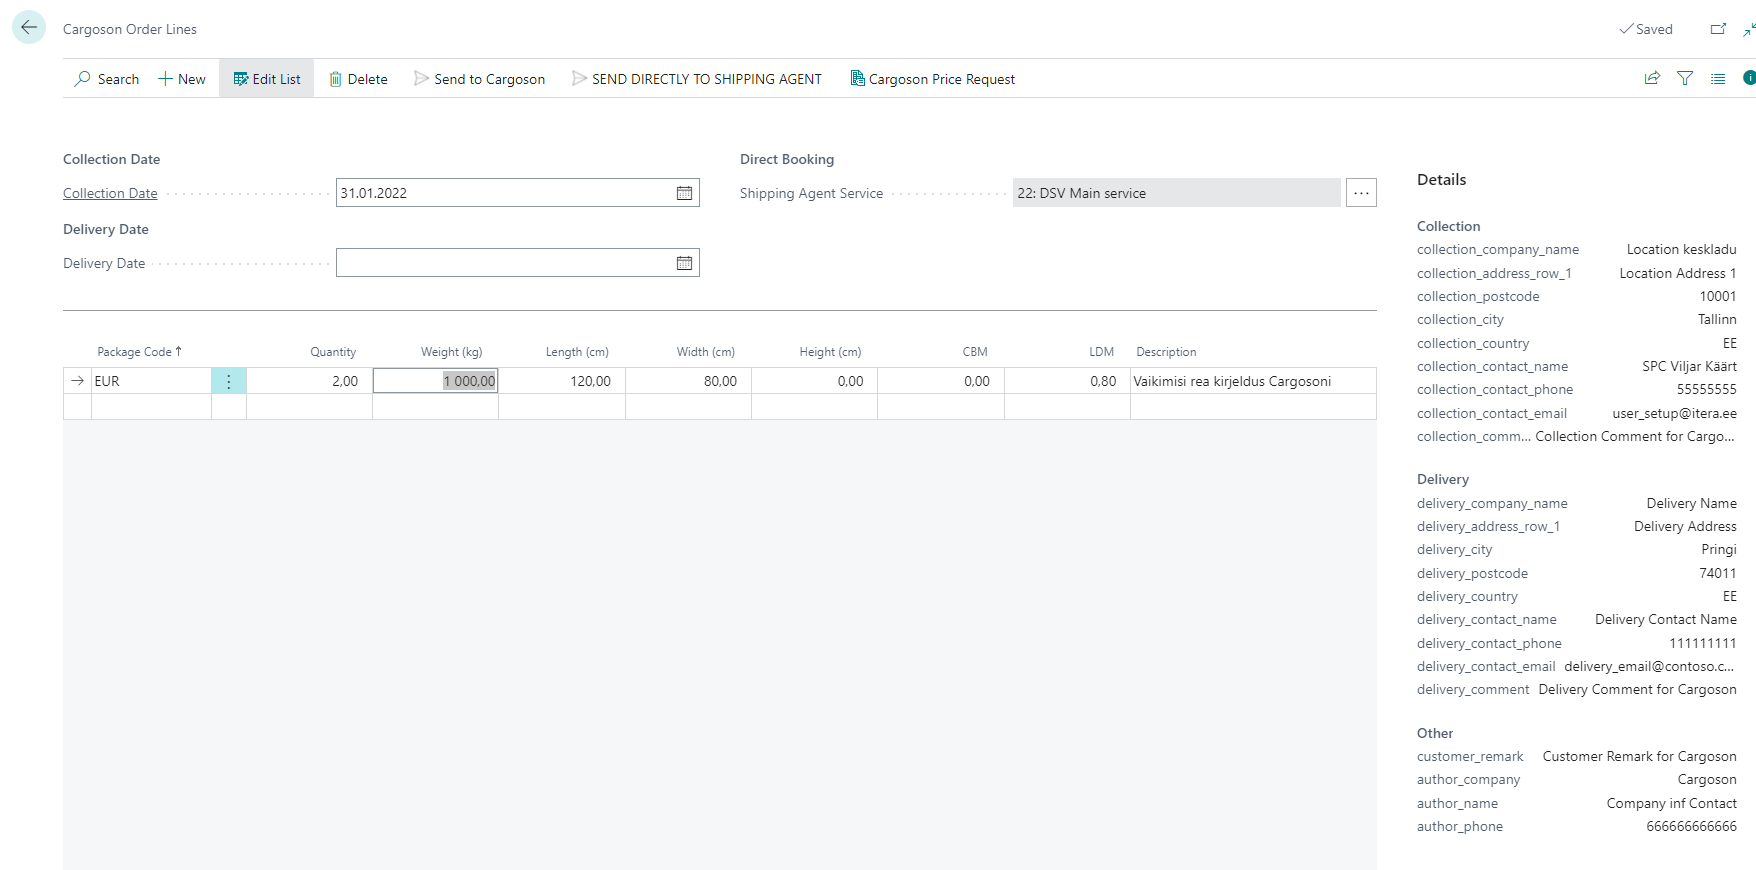 Cargoson Order Lines
Saved
Search New Edit List Delete Send to Cargoson SEND DIRECTLY TO SHIPPING AGENT Cargoson Price Request
Collection Date
Collection Date 31.01.2022
Delivery Date
Delivery Date
Direct Booking
Shipping Agent Service 22: DSV Main service ...
Package Code ↑ Quantity Weight (kg) Length (cm) Width (cm) Height (cm) CBM LDM Description
EUR 2,00 1 000,00 120,00 80,00 0,00 0,00 0,80 Vaikimisi rea kirjeldus Cargosoni
Details
Collection
collection_company_name Location keskladu
collection_address_row_1 Location Address 1
collection_postcode 10001
collection_city Tallinn
collection_country EE
collection_contact_name SPC Viljar Käärt
collection_contact_phone 55555555
collection_contact_email user_setup@itera.ee
collection_comm... Collection Comment for Cargo...
Delivery
delivery_company_name Delivery Name
delivery_address_row_1 Delivery Address
delivery_city Pringi
delivery_postcode 74011
delivery_country EE
delivery_contact_name Delivery Contact Name
delivery_contact_phone 111111111
delivery_contact_email delivery_email@contoso.c...
delivery_comment Delivery Comment for Cargoson
Other
customer_remark Customer Remark for Cargoson
author_company Cargoson
author_name Company inf Contact
author_phone 666666666666